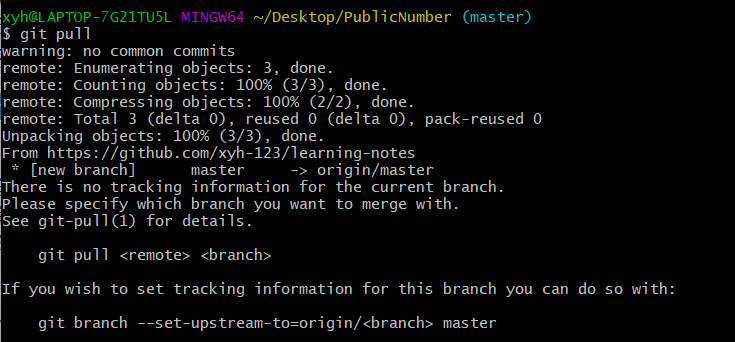 xyh@LAPTOP-7G21TU5L MINGW64 ~/Desktop/PublicNumber (master)
$ git pull
warning: no common commits
remote: Enumerating objects: 3, done.
remote: Counting objects: 100% (3/3), done.
remote: Compressing objects: 100% (2/2), done.
remote: Total 3 (delta 0), reused 0 (delta 0), pack-reused 0
Unpacking objects: 100% (3/3), done.
From https://github.com/xyh-123/learning-notes
 * [new branch]      master     -> origin/master
There is no tracking information for the current branch.
Please specify which branch you want to merge with.
See git-pull(1) for details.

    git pull <remote> <branch>

If you wish to set tracking information for this branch you can do so with:

    git branch --set-upstream-to=origin/<branch> master